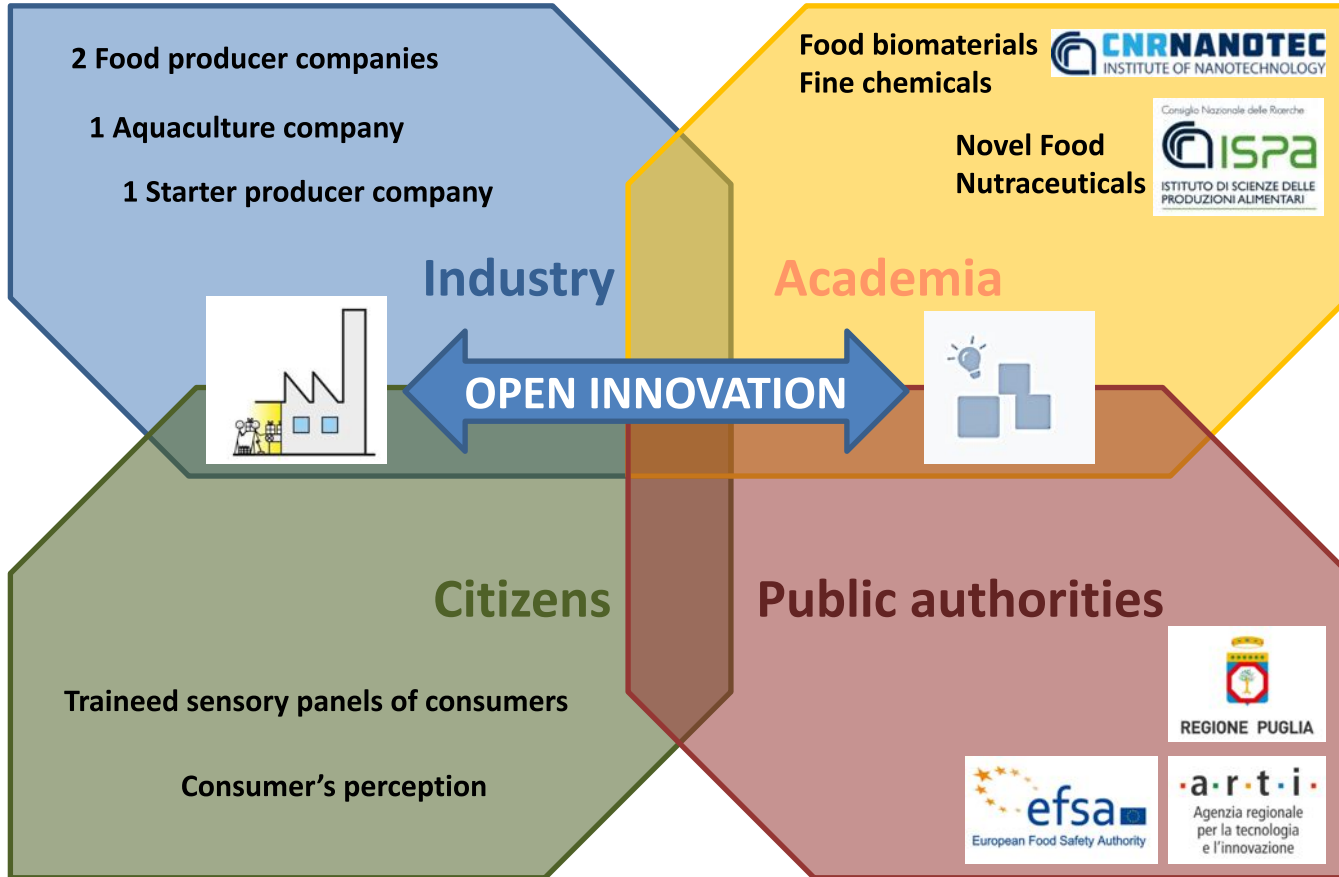 2 Food producer companies
1 Aquaculture company
1 Starter producer company
Industry
Food biomaterials
Fine chemicals
CNRNANOTEC
INSTITUTE OF NANOTECHNOLOGY
Novel Food
Nutraceuticals
Consiglio Nazionale delle Ricerche
ISPa
ISTITUTO DI SCIENZE DELLE
PRODUZIONI ALIMENTARI
Academia
OPEN INNOVATION
Citizens
Traineed sensory panels of consumers
Consumer’s perception
Public authorities
REGIONE PUGLIA
efsa
European Food Safety Authority
·a·r·t·i·
Agenzia regionale
per la tecnologia
e l'innovazione